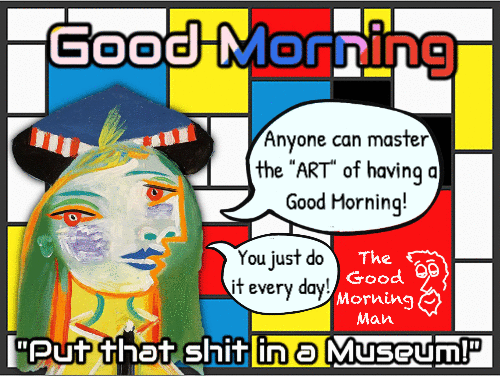 Good Morning
Anyone can master
the "ART" of having a
Good Morning!
You just do
it every day!
The
Good
Morning
Man
"Put that shit in a Museum!"